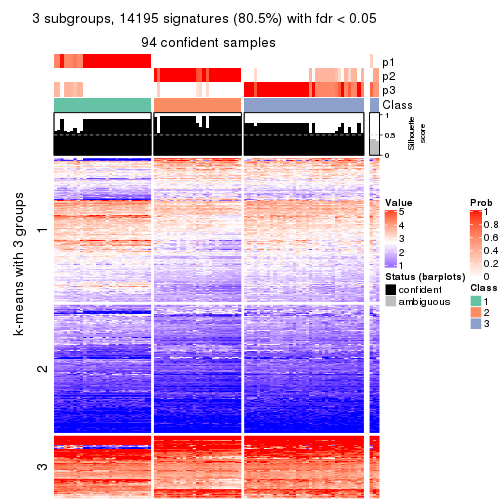 3 subgroups, 14195 signatures (80.5%) with fdr < 0.05
94 confident samples
p1
p2
p3
Class
1
0.5
0
Silhouette
score
k-means with 3 groups
1
2
3
Value
5
4
3
2
1
Status (barplots)
confident
ambiguous
Prob
1
0.8
0.6
0.4
0.2
0
Class
1
2
3